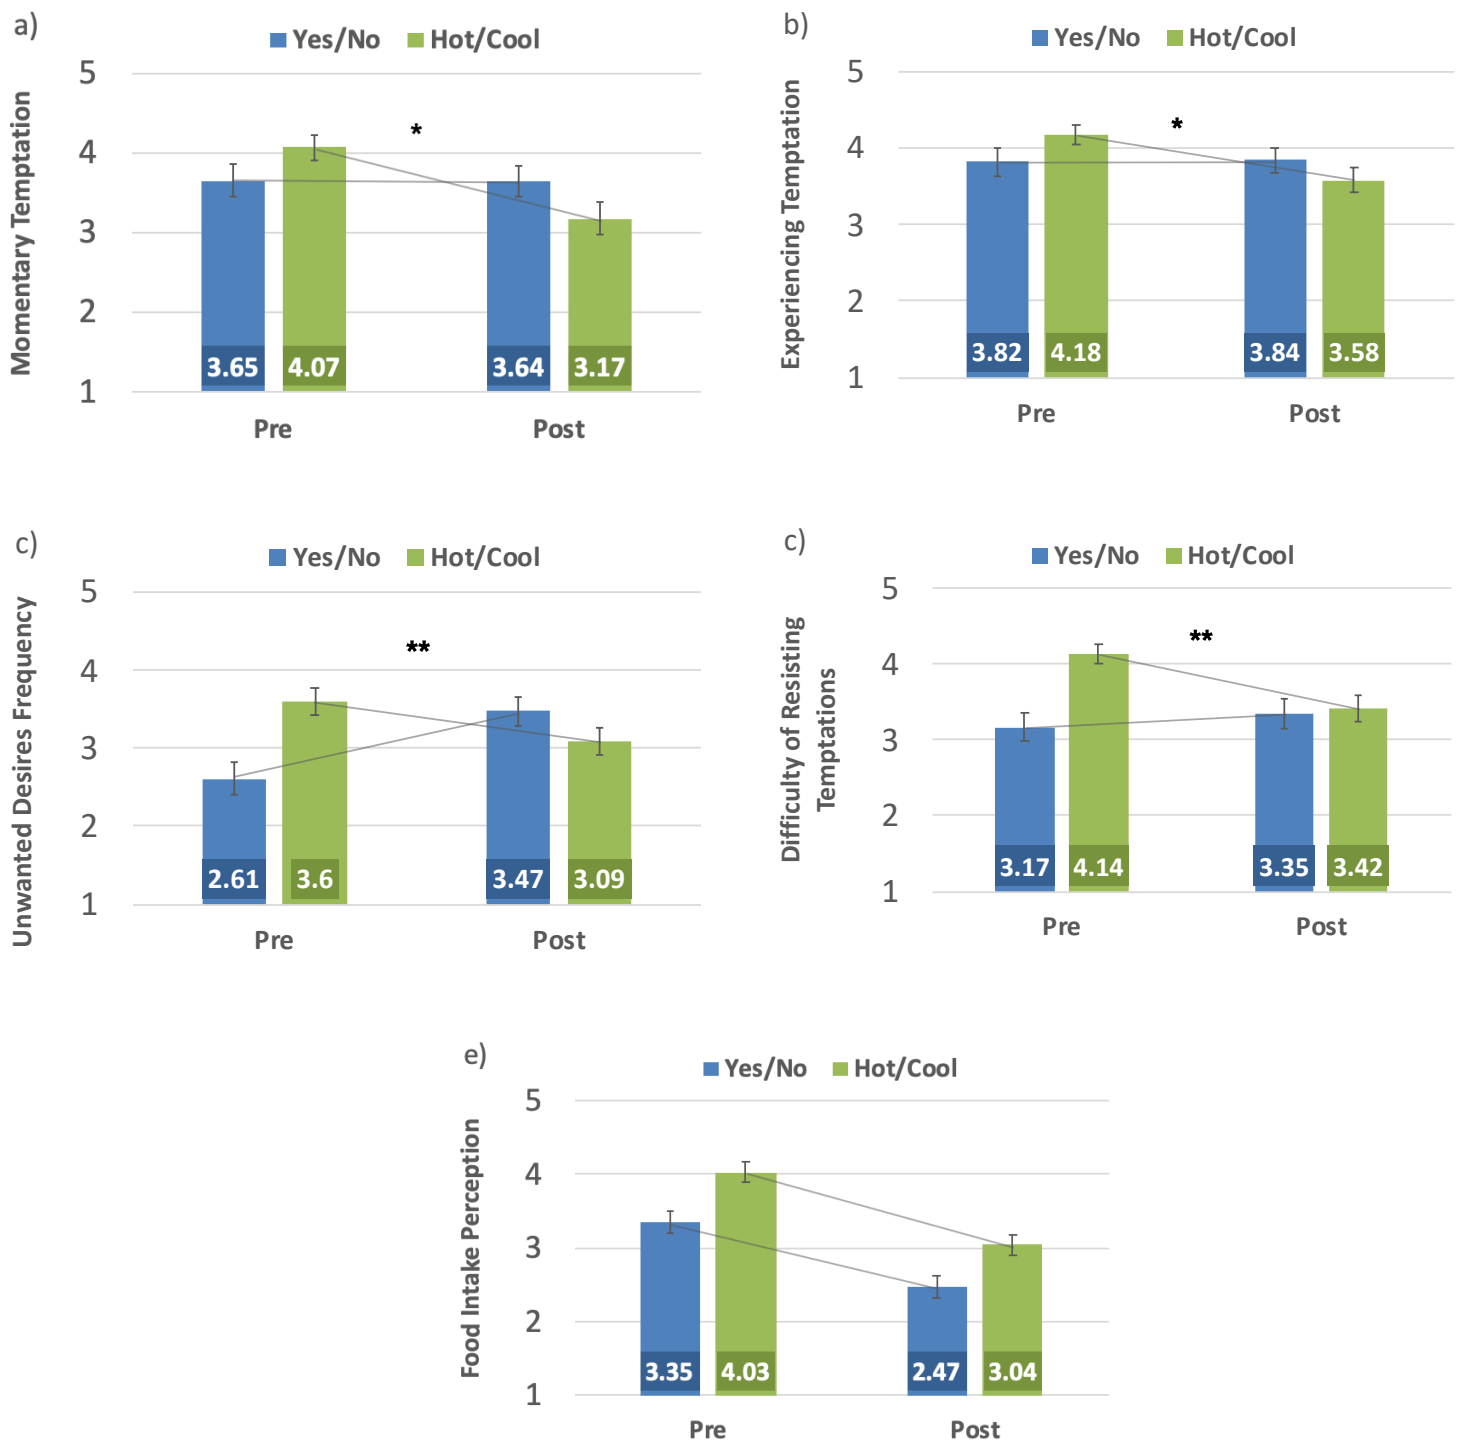 a)
Yes/No Hot/Cool
Momentary Temptation
5
4
3
2
1
*
3.65 4.07 3.64 3.17
Pre Post
b)
Yes/No Hot/Cool
Experiencing Temptation
5
4
3
2
1
*
3.82 4.18 3.84 3.58
Pre Post
c)
Yes/No Hot/Cool
Unwanted Desires Frequency
5
4
3
2
1
**
2.61 3.6 3.47 3.09
Pre Post
c)
Yes/No Hot/Cool
Difficulty of Resisting
Temptations
5
4
3
2
1
**
3.17 4.14 3.35 3.42
Pre Post
e)
Yes/No Hot/Cool
Food Intake Perception
5
4
3
2
1
3.35 4.03 2.47 3.04
Pre Post